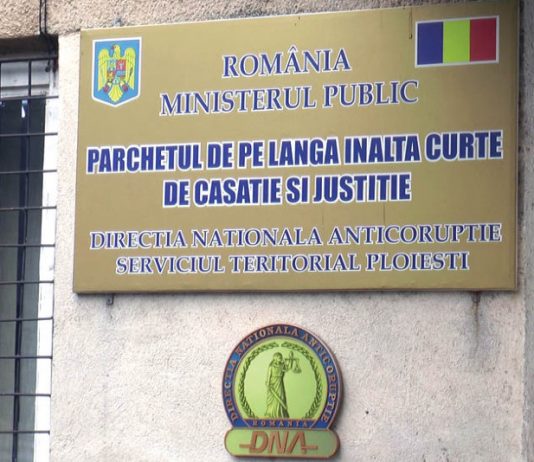 ROMÂNIA
MINISTERUL PUBLIC
PARCHETUL DE PE LANGA INALTA CURTE
DE CASATIE SI JUSTITIE
DIRECTIA NATIONALA ANTICORUPTIE
SERVICIUL TERITORIAL PLOIESTI
DIRECTIA NATIONALA ANTICORUPTIE
ROMANIA
DNA